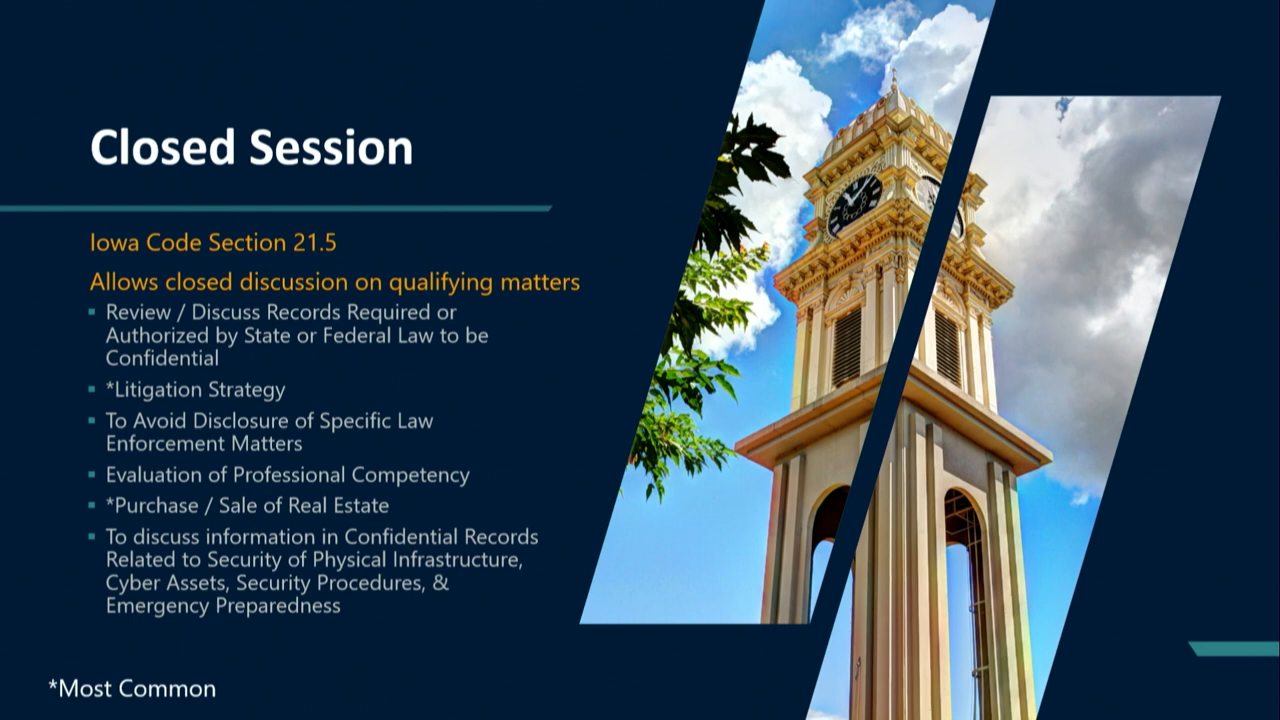 Closed Session
Iowa Code Section 21.5
Allows closed discussion on qualifying matters
▪ Review / Discuss Records Required or
Authorized by State or Federal Law to be
Confidential
▪ *Litigation Strategy
▪ To Avoid Disclosure of Specific Law
Enforcement Matters
▪ Evaluation of Professional Competency
▪ *Purchase / Sale of Real Estate
▪ To discuss information in Confidential Records
Related to Security of Physical Infrastructure,
Cyber Assets, Security Procedures, &
Emergency Preparedness
*Most Common